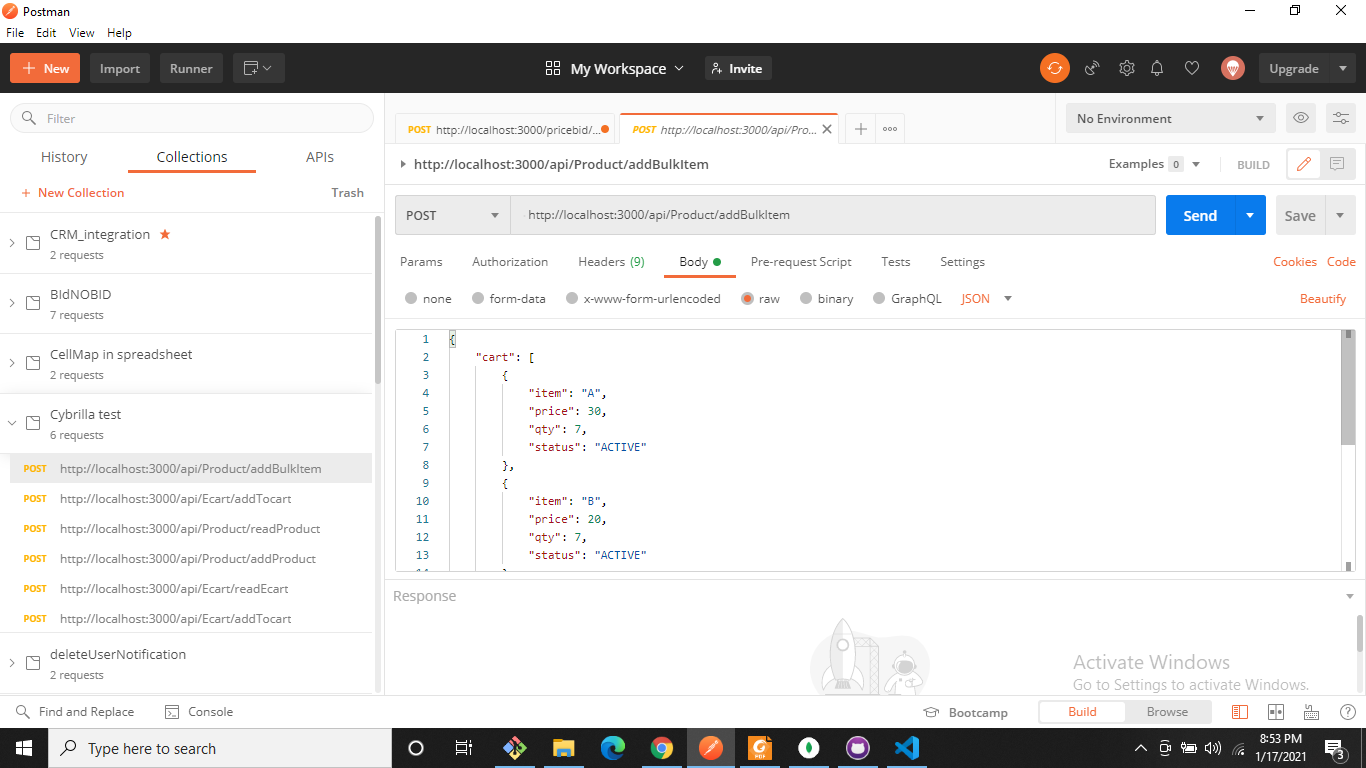 Postman
File Edit View Help
New Import Runner My Workspace Invite Upgrade
Filter
History Collections APIs
New Collection Trash
CRM_integration
2 requests
BIdNOBID
7 requests
CellMap in spreadsheet
2 requests
Cybrilla test
6 requests
POST http://localhost:3000/api/Product/addBulkItem
POST http://localhost:3000/api/Ecart/addTocart
POST http://localhost:3000/api/Product/readProduct
POST http://localhost:3000/api/Product/addProduct
POST http://localhost:3000/api/Ecart/readEcart
POST http://localhost:3000/api/Ecart/addTocart
deleteUserNotification
2 requests
POST http://localhost:3000/pricebid/... POST http://localhost:3000/api/Pro...
No Environment
http://localhost:3000/api/Product/addBulkItem
Examples 0 BUILD
POST http://localhost:3000/api/Product/addBulkItem Send Save
Params Authorization Headers (9) Body Pre-request Script Tests Settings Cookies Code
none form-data x-www-form-urlencoded raw binary GraphQL JSON Beautify
1 {
2 "cart": [
3 {
4 "item": "A",
5 "price": 30,
6 "qty": 7,
7 "status": "ACTIVE"
8 },
9 {
10 "item": "B",
11 "price": 20,
12 "qty": 7,
13 "status": "ACTIVE"
Response
Activate Windows
Go to Settings to activate Windows.
Find and Replace Console Bootcamp Build Browse
Type here to search
PDF
8:53 PM
1/17/2021
3